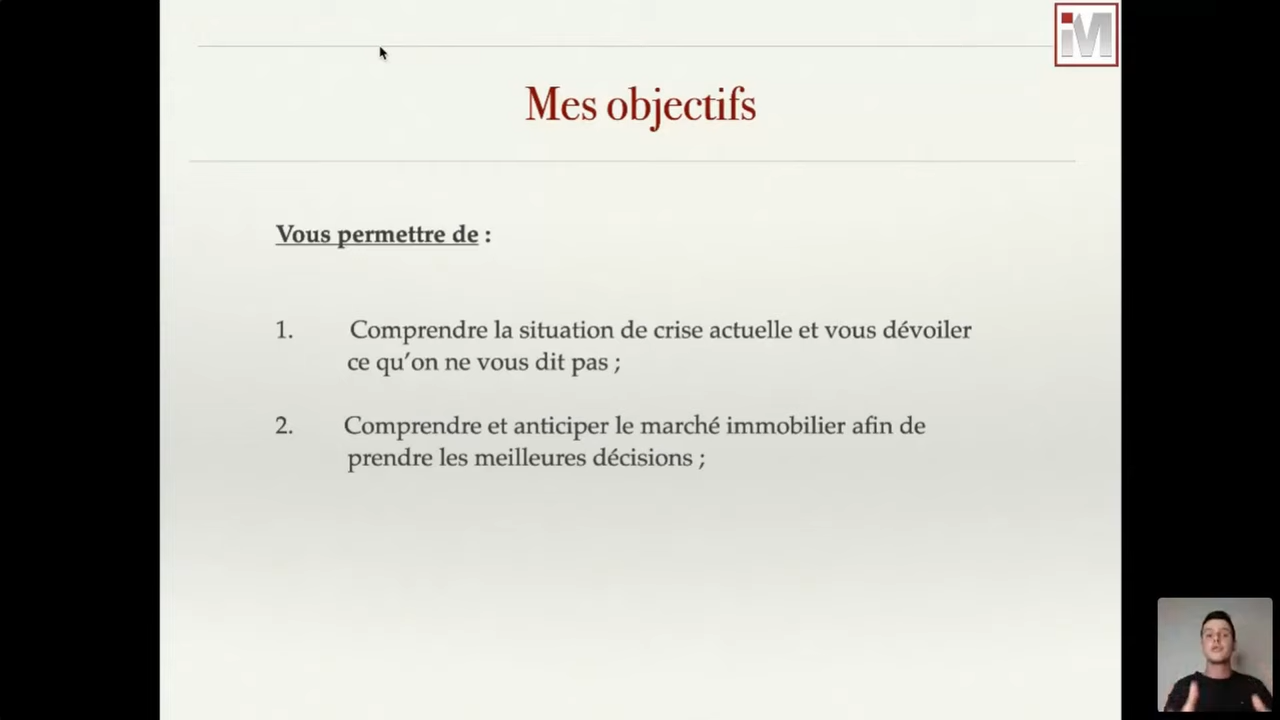 iM
Mes objectifs
Vous permettre de :
1. Comprendre la situation de crise actuelle et vous dévoiler
ce qu’on ne vous dit pas ;
2. Comprendre et anticiper le marché immobilier afin de
prendre les meilleures décisions ;